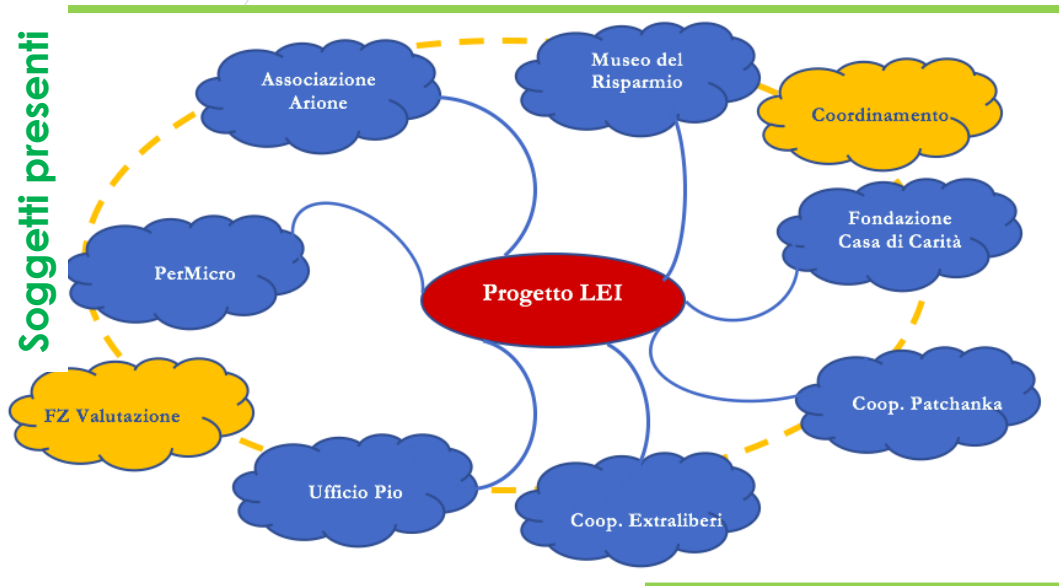 Soggetti presenti
Associazione
Arione
Museo del
Risparmio
Coordinamento
Fondazione
Casa di Carità
PerMicro
Progetto LEI
FZ Valutazione
Coop. Patchanka
Ufficio Pio
Coop. Extraliberi